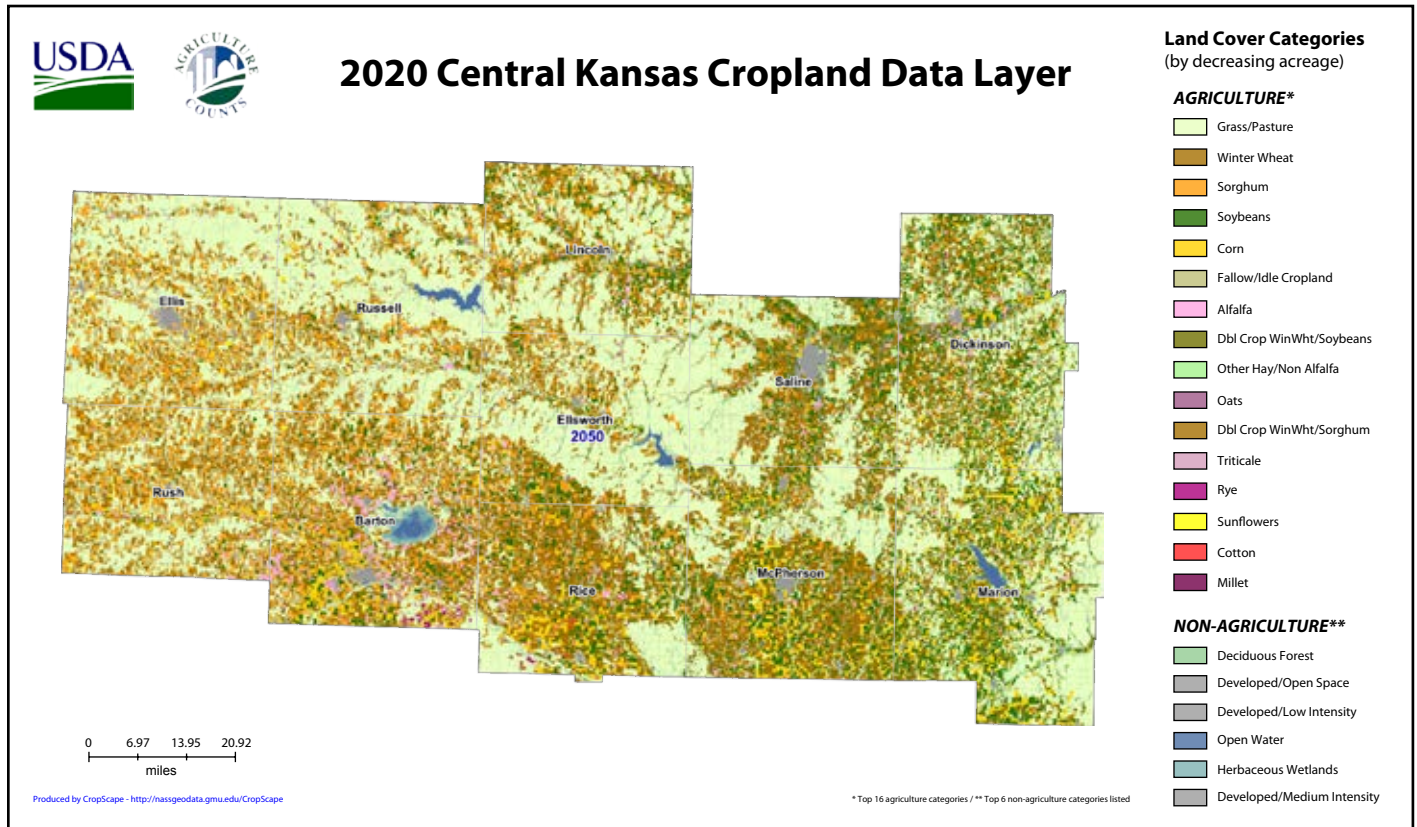 USDA
AGRICULTURE
COUNTS
2020 Central Kansas Cropland Data Layer
Land Cover Categories
(by decreasing acreage)
AGRICULTURE*
Grass/Pasture
Winter Wheat
Sorghum
Soybeans
Corn
Fallow/Idle Cropland
Alfalfa
Dbl Crop WinWht/Soybeans
Other Hay/Non Alfalfa
Oats
Dbl Crop WinWht/Sorghum
Triticale
Rye
Sunflowers
Cotton
Millet
NON-AGRICULTURE**
Deciduous Forest
Developed/Open Space
Developed/Low Intensity
Open Water
Herbaceous Wetlands
Developed/Medium Intensity
Lincoln
Ellis
Russell
Dickinson
Saline
Ellsworth
2050
Rush
Barton
McPherson
Rice
Marion
0 6.97 13.95 20.92
miles
Produced by CropScape - http://nassgeodata.gmu.edu/CropScape
* Top 16 agriculture categories / ** Top 6 non-agriculture categories listed